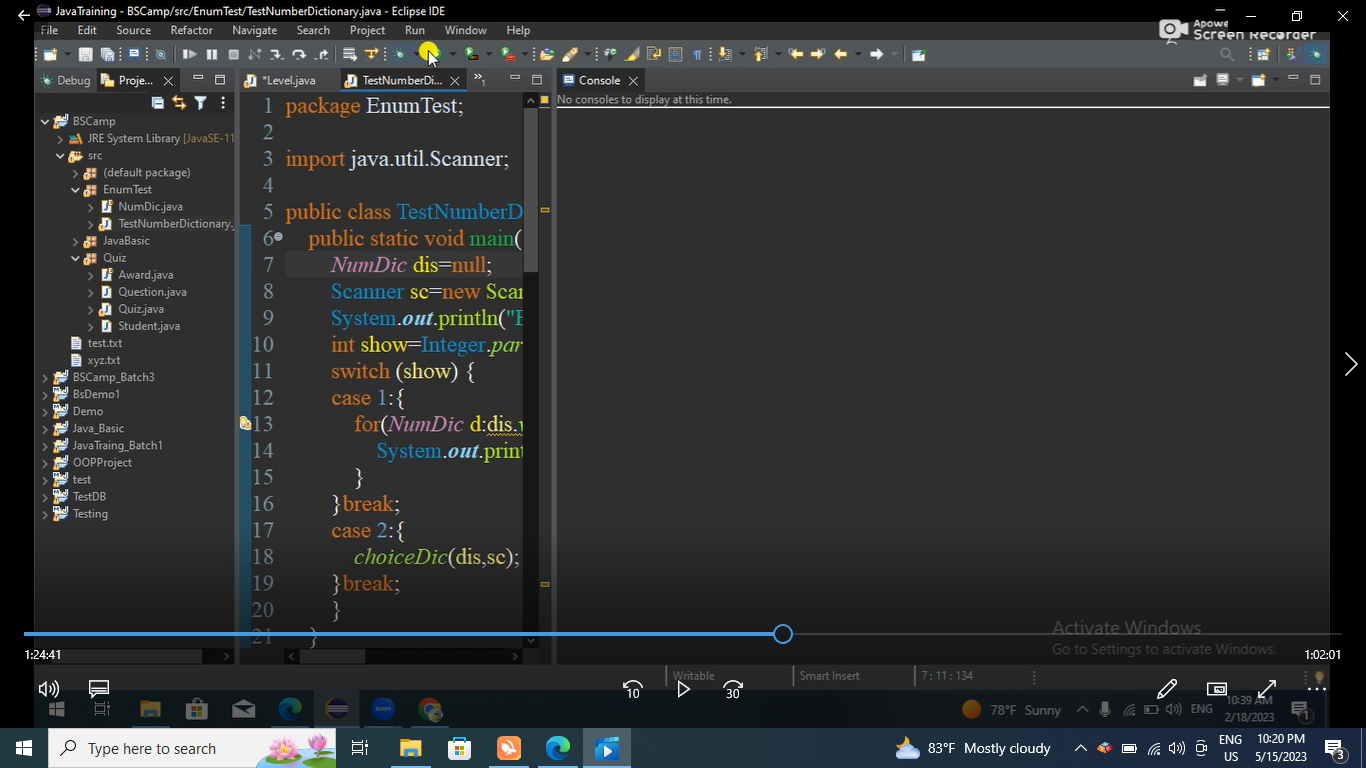 JavaTraining - BSCamp/src/EnumTest/TestNumberDictionary.java - Eclipse IDE
File Edit Source Refactor Navigate Search Project Run Window Help
Screen Recorder
Debug Proje... *Level.java TestNumberDi... »1 Console
No consoles to display at this time.
BSCamp
JRE System Library [JavaSE-11
src
(default package)
EnumTest
NumDic.java
TestNumberDictionary.
JavaBasic
Quiz
Award.java
Question.java
Quiz.java
Student.java
test.txt
xyz.txt
BSCamp_Batch3
BsDemo1
Demo
Java_Basic
JavaTraing_Batch1
OOPProject
test
TestDB
Testing
1 package EnumTest;
2
3 import java.util.Scanner;
4
5 public class TestNumberD
6 public static void main(
7 NumDic dis=null;
8 Scanner sc=new Scan
9 System.out.println("E
10 int show=Integer.par
11 switch (show) {
12 case 1:{
13 for(NumDic d:dis.v
14 System.out.print
15 }
16 }break;
17 case 2:{
18 choiceDic(dis,sc);
19 }break;
20 }
21 }
Activate Windows
Go to Settings to activate Windows.
1:24:41 1:02:01
Writable Smart Insert 7 : 11 : 134
10 30
78°F Sunny ENG 10:39 AM
2/18/2023 1
Type here to search 83°F Mostly cloudy ENG
US 10:20 PM
5/15/2023 3